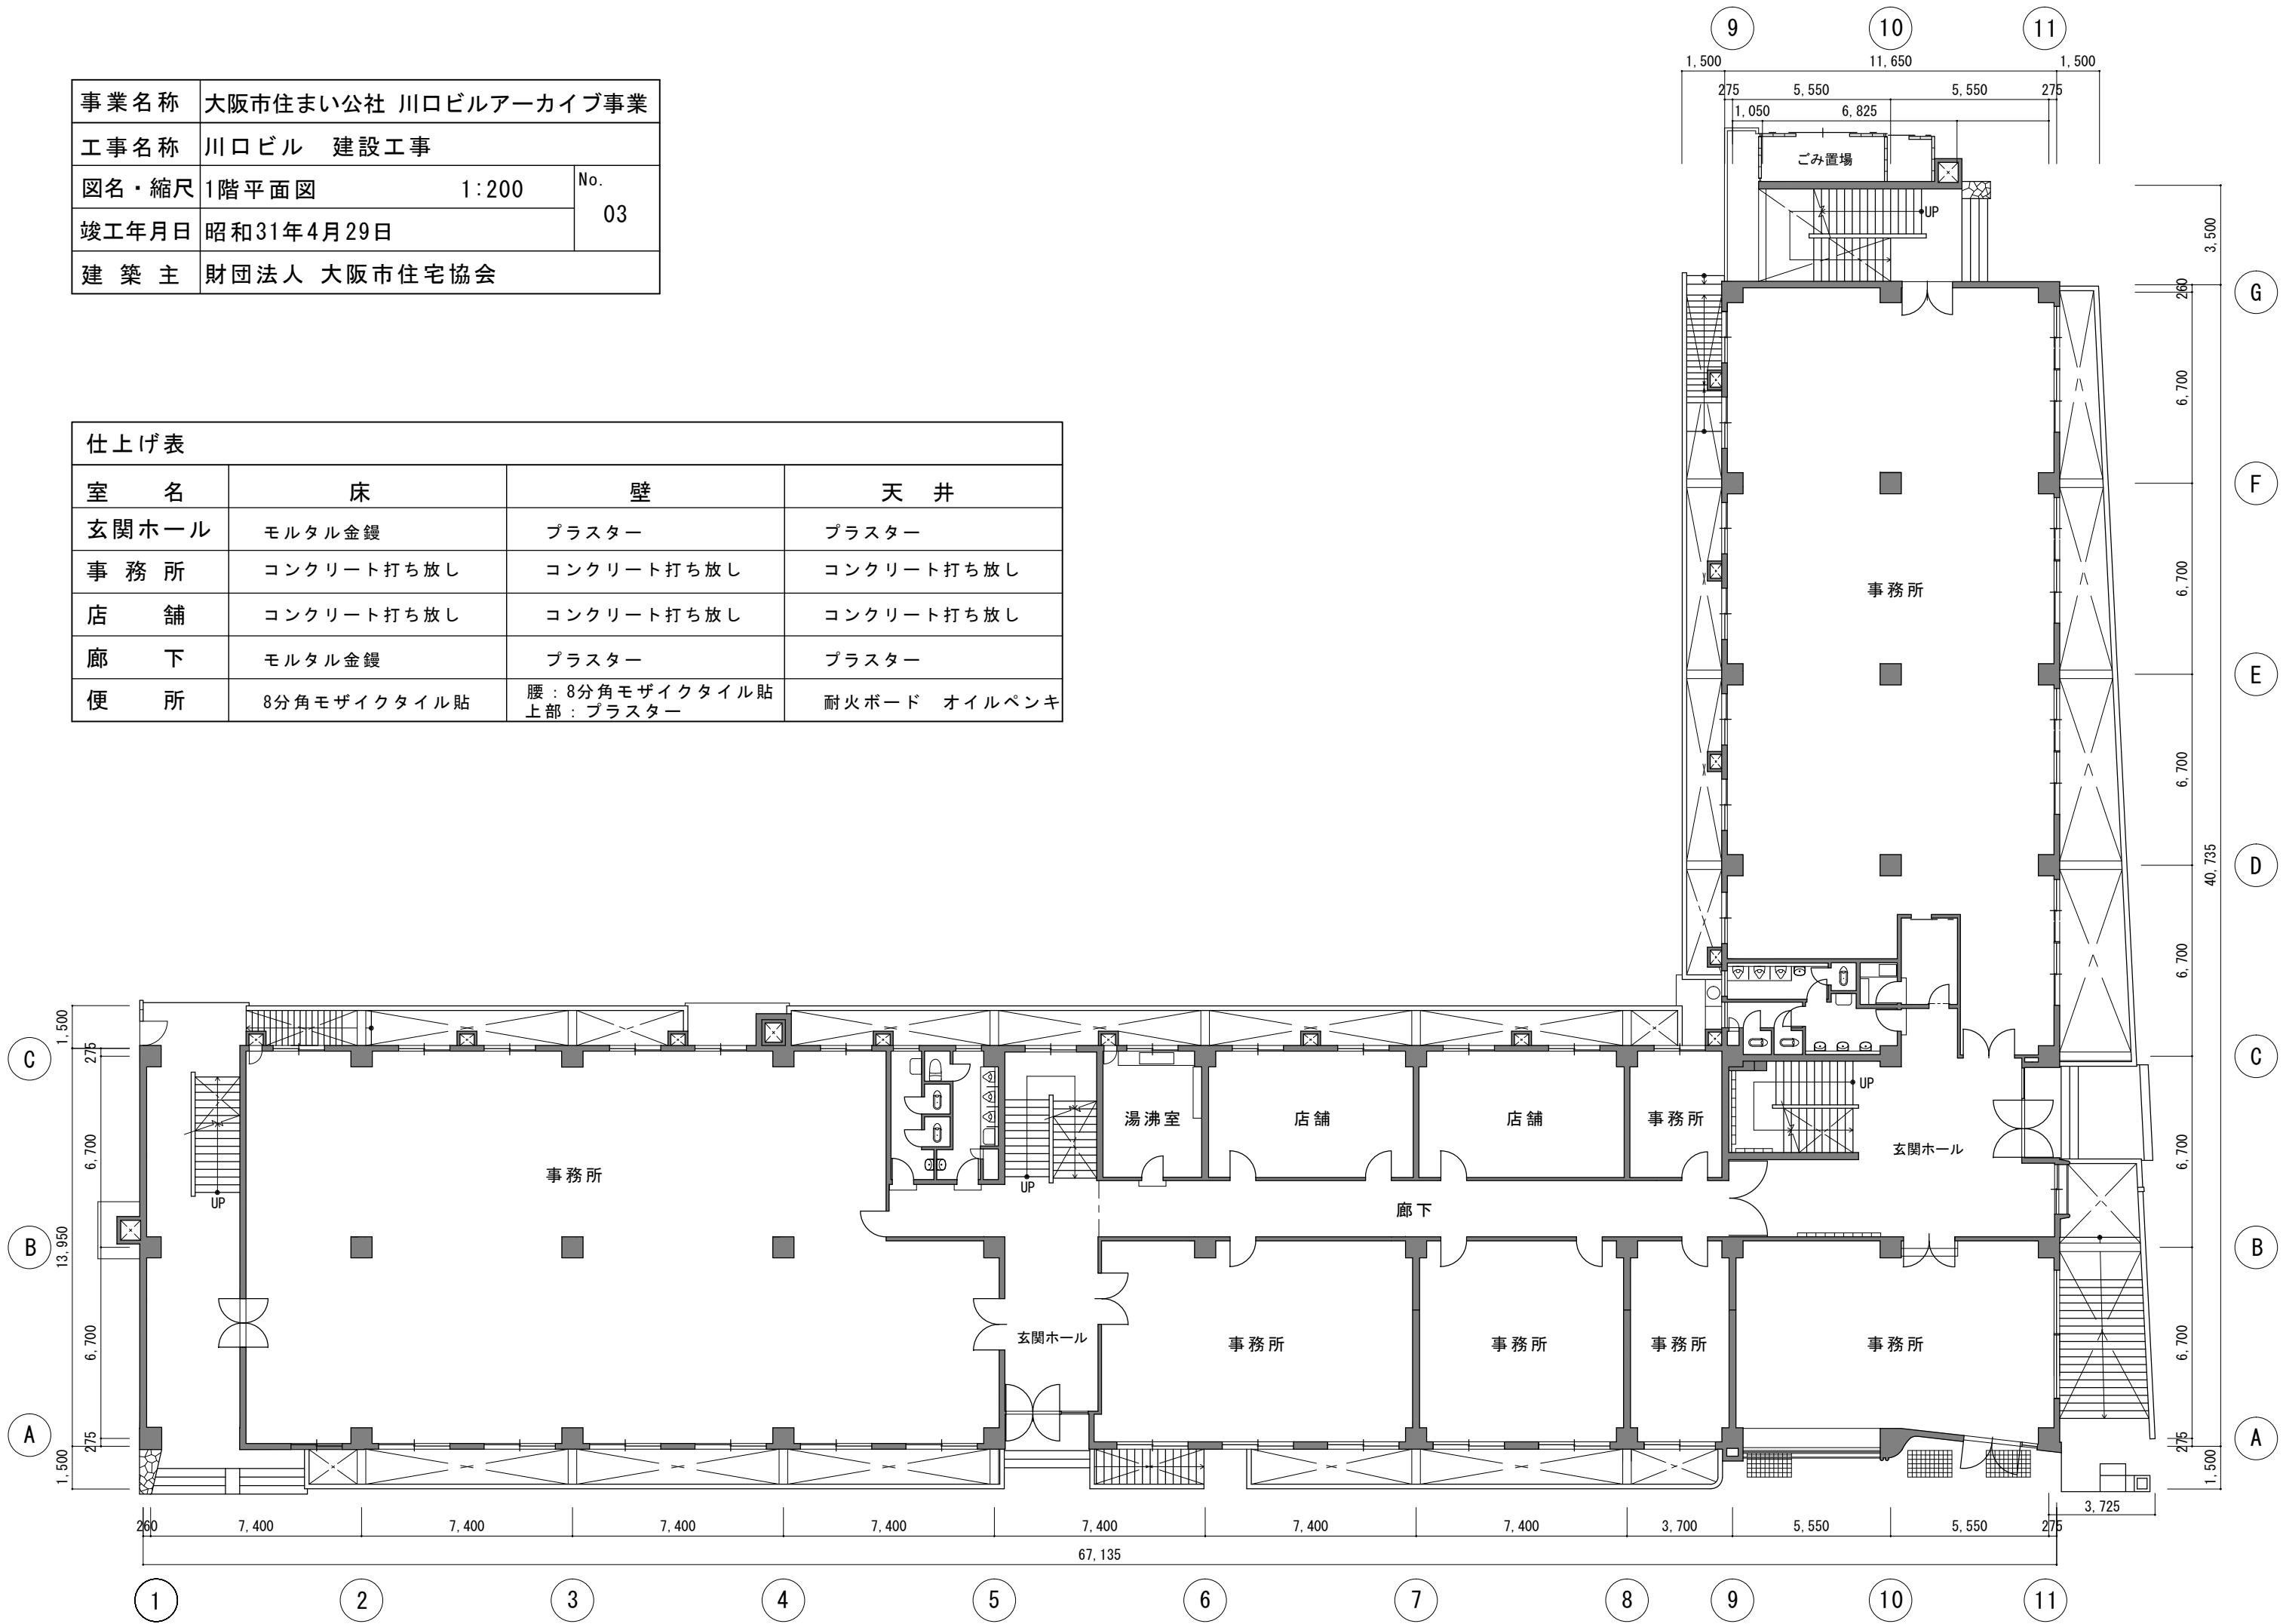 事業名称 大阪市住まい公社 川口ビルアーカイブ事業
工事名称 川口ビル 建設工事
図名・縮尺 1階平面図 1:200 No.
03
竣工年月日 昭和31年4月29日
建築主 財団法人 大阪市住宅協会
仕上げ表
室名 床 壁 天井
玄関ホール モルタル金鏝 プラスター プラスター
事務所 コンクリート打ち放し コンクリート打ち放し コンクリート打ち放し
店舗 コンクリート打ち放し コンクリート打ち放し コンクリート打ち放し
廊下 モルタル金鏝 プラスター プラスター
便所 8分角モザイクタイル貼 腰：8分角モザイクタイル貼 耐火ボード オイルペンキ
上部：プラスター
9 10 11
1,500 11,650 1,500
275 5,550 5,550 275
1,050 6,825
ごみ置場
UP
3,500
260
G
6,700
F
6,700
事務所
E
6,700
D
40,735
6,700
C
6,700
B
6,700
A
275
1,500
1,500
275
C
6,700
B
13,950
6,700
A
275
1,500
UP
事務所
UP
湯沸室
店舗
店舗
事務所
UP
玄関ホール
廊下
玄関ホール
事務所
事務所
事務所
事務所
3,725
260 7,400 7,400 7,400 7,400 7,400 7,400 7,400 3,700 5,550 5,550 275
67,135
1 2 3 4 5 6 7 8 9 10 11